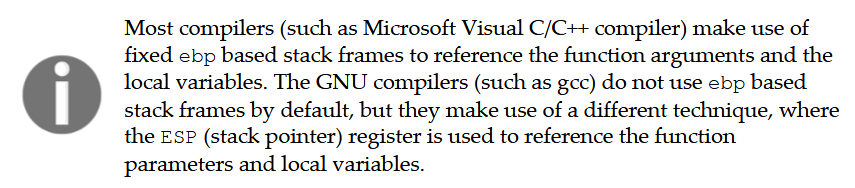 Most compilers (such as Microsoft Visual C/C++ compiler) make use of
fixed ebp based stack frames to reference the function arguments and the
local variables. The GNU compilers (such as gcc) do not use ebp based
stack frames by default, but they make use of a different technique, where
the ESP (stack pointer) register is used to reference the function
parameters and local variables.